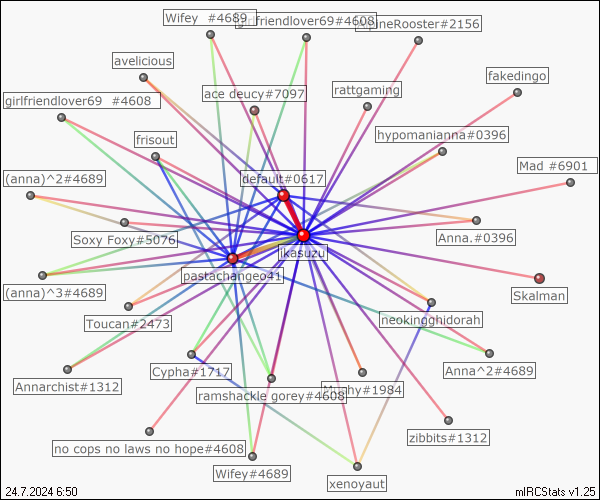 Wifey  #4689
girlfriendlover69#4608
#2156
avelicious
ace deucy#7097
rattgaming
fakedingo
girlfriendlover69  #4608
frisout
hypomanianna#0396
(anna)^2#4689
default#0617
Mad #6901
Soxy Foxy#5076
ikasuzu
Anna.#0396
(anna)^3#4689
pastachangeo41
Skalman
Toucan#2473
neokingghidorah
Annarchist#1312
Cypha#1717
#1984
Anna^2#4689
ramshackle gorey#4608
no cops no laws no hope#4608
zibbits#1312
Wifey#4689
xenoyaut
24.7.2024 6:50
mIRCStats v1.25